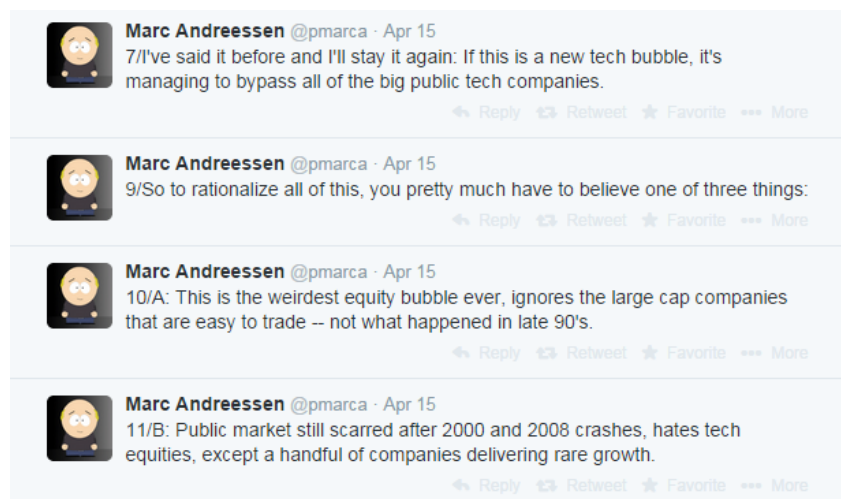 Marc Andreessen @pmarca · Apr 15
7/I've said it before and I'll stay it again: If this is a new tech bubble, it's
managing to bypass all of the big public tech companies.
Reply Retweet Favorite ••• More
Marc Andreessen @pmarca · Apr 15
9/So to rationalize all of this, you pretty much have to believe one of three things:
Reply Retweet Favorite ••• More
Marc Andreessen @pmarca · Apr 15
10/A: This is the weirdest equity bubble ever, ignores the large cap companies
that are easy to trade -- not what happened in late 90's.
Reply Retweet Favorite ••• More
Marc Andreessen @pmarca · Apr 15
11/B: Public market still scarred after 2000 and 2008 crashes, hates tech
equities, except a handful of companies delivering rare growth.
Reply Retweet Favorite ••• More